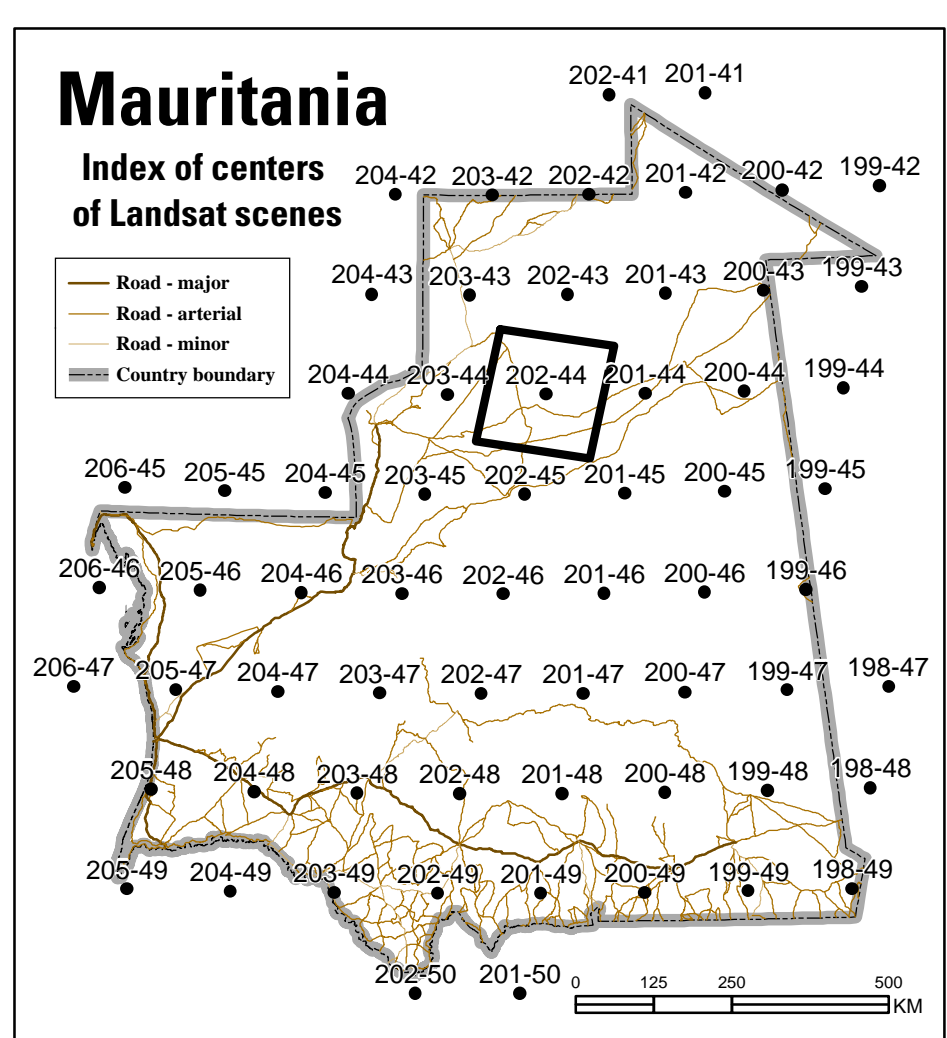 Mauritania
Index of centers
of Landsat scenes
Road - major
Road - arterial
Road - minor
Country boundary
202-41 201-41
204-42 203-42 202-42 201-42 200-42 199-42
204-43 203-43 202-43 201-43 200-43 199-43
204-44 203-44 202-44 201-44 200-44 199-44
206-45 205-45 204-45 203-45 202-45 201-45 200-45 199-45
206-46 205-46 204-46 203-46 202-46 201-46 200-46 199-46
206-47 205-47 204-47 203-47 202-47 201-47 200-47 199-47 198-47
205-48 204-48 203-48 202-48 201-48 200-48 199-48 198-48
205-49 204-49 203-49 202-49 201-49 200-49 199-49 198-49
202-50 201-50
0 125 250 500
KM